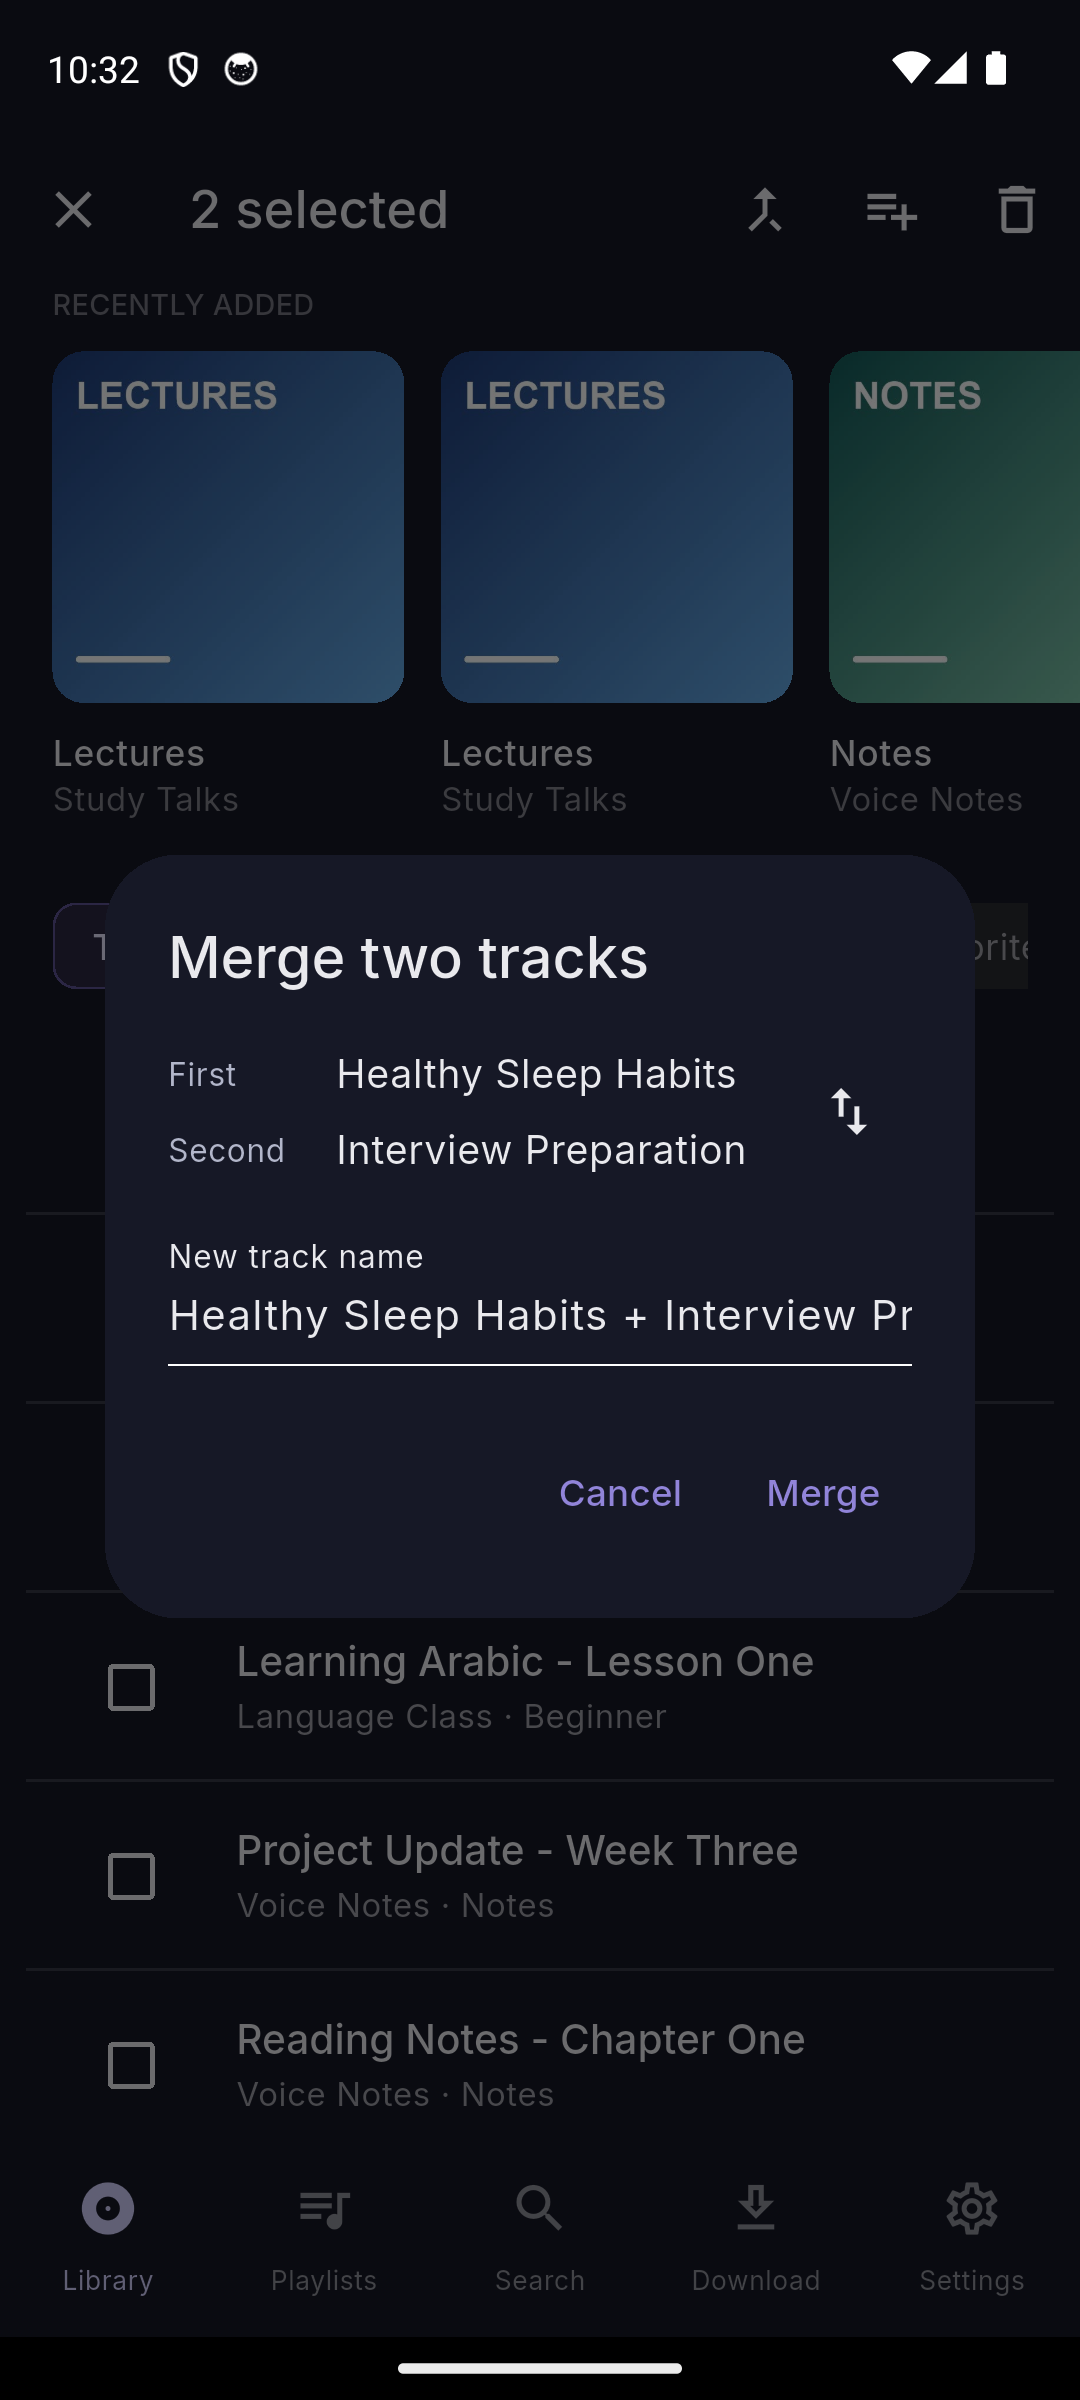 10:32
2 selected
RECENTLY ADDED
LECTURES
LECTURES
NOTES
Lectures
Study Talks
Lectures
Study Talks
Notes
Voice Notes
Merge two tracks
First
Healthy Sleep Habits
Second
Interview Preparation
New track name
Healthy Sleep Habits + Interview Pr
Cancel
Merge
Learning Arabic - Lesson One
Language Class · Beginner
Project Update - Week Three
Voice Notes · Notes
Reading Notes - Chapter One
Voice Notes · Notes
Library
Playlists
Search
Download
Settings